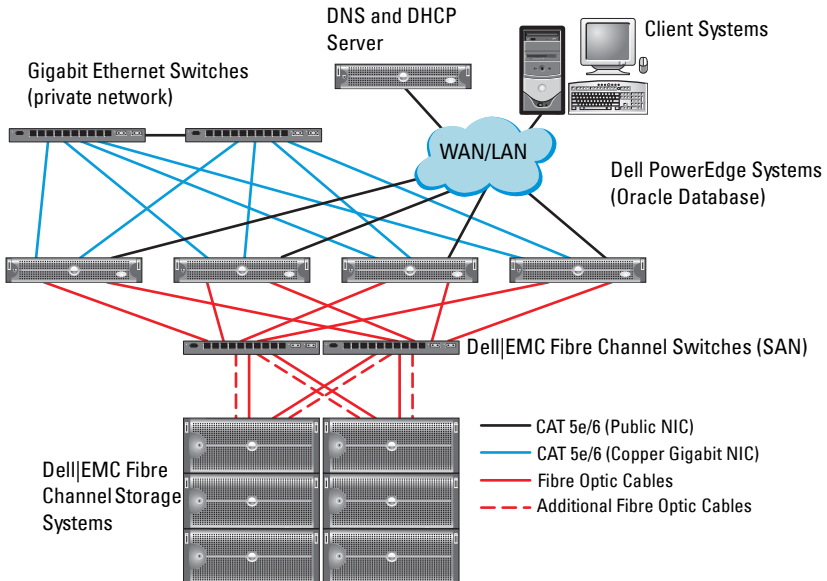 DNS and DHCP
Server
Client Systems
Gigabit Ethernet Switches
(private network)
WAN/LAN
Dell PowerEdge Systems
(Oracle Database)
Dell|EMC Fibre Channel Switches (SAN)
Dell|EMC Fibre
Channel Storage
Systems
CAT 5e/6 (Public NIC)
CAT 5e/6 (Copper Gigabit NIC)
Fibre Optic Cables
Additional Fibre Optic Cables